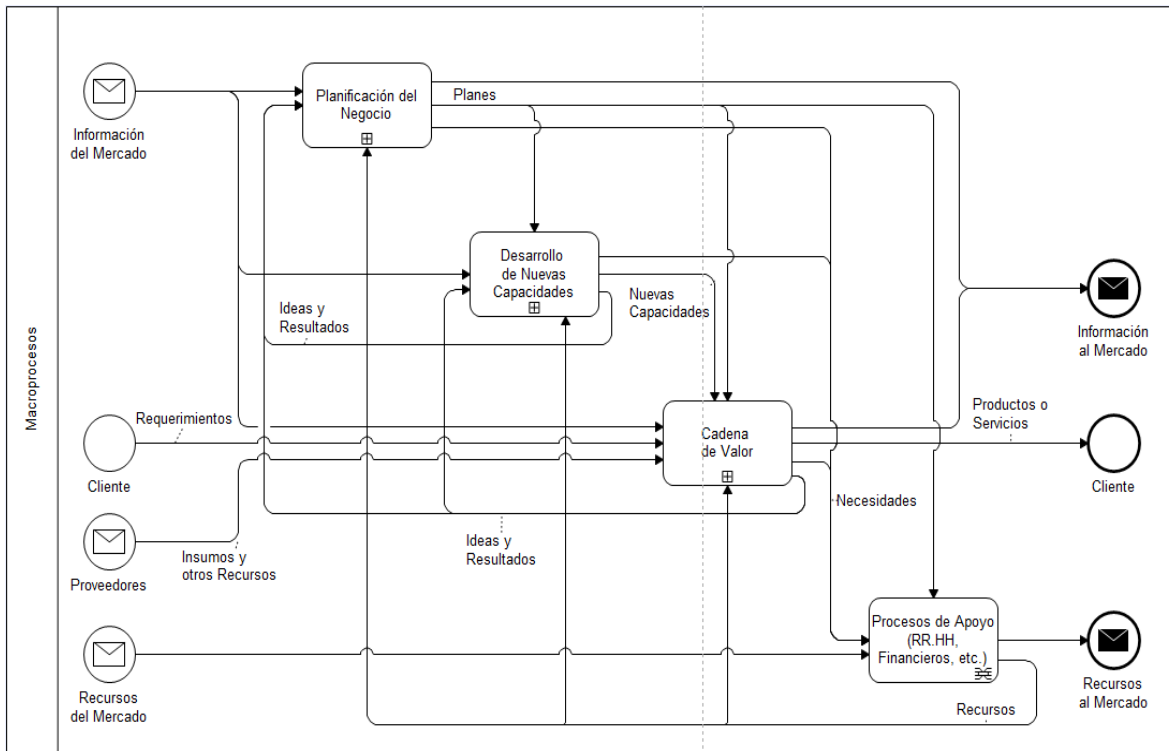 Macroprocesos
Información
del Mercado
Planificación del
Negocio
Planes
Desarrollo
de Nuevas
Capacidades
Nuevas
Capacidades
Ideas y
Resultados
Información
al Mercado
Requerimientos
Cliente
Cadena
de Valor
Productos o
Servicios
Cliente
Necesidades
Ideas y
Resultados
Insumos y
otros Recursos
Proveedores
Procesos de Apoyo
(RR.HH,
Financieros, etc.)
Recursos
del Mercado
Recursos
Recursos
al Mercado